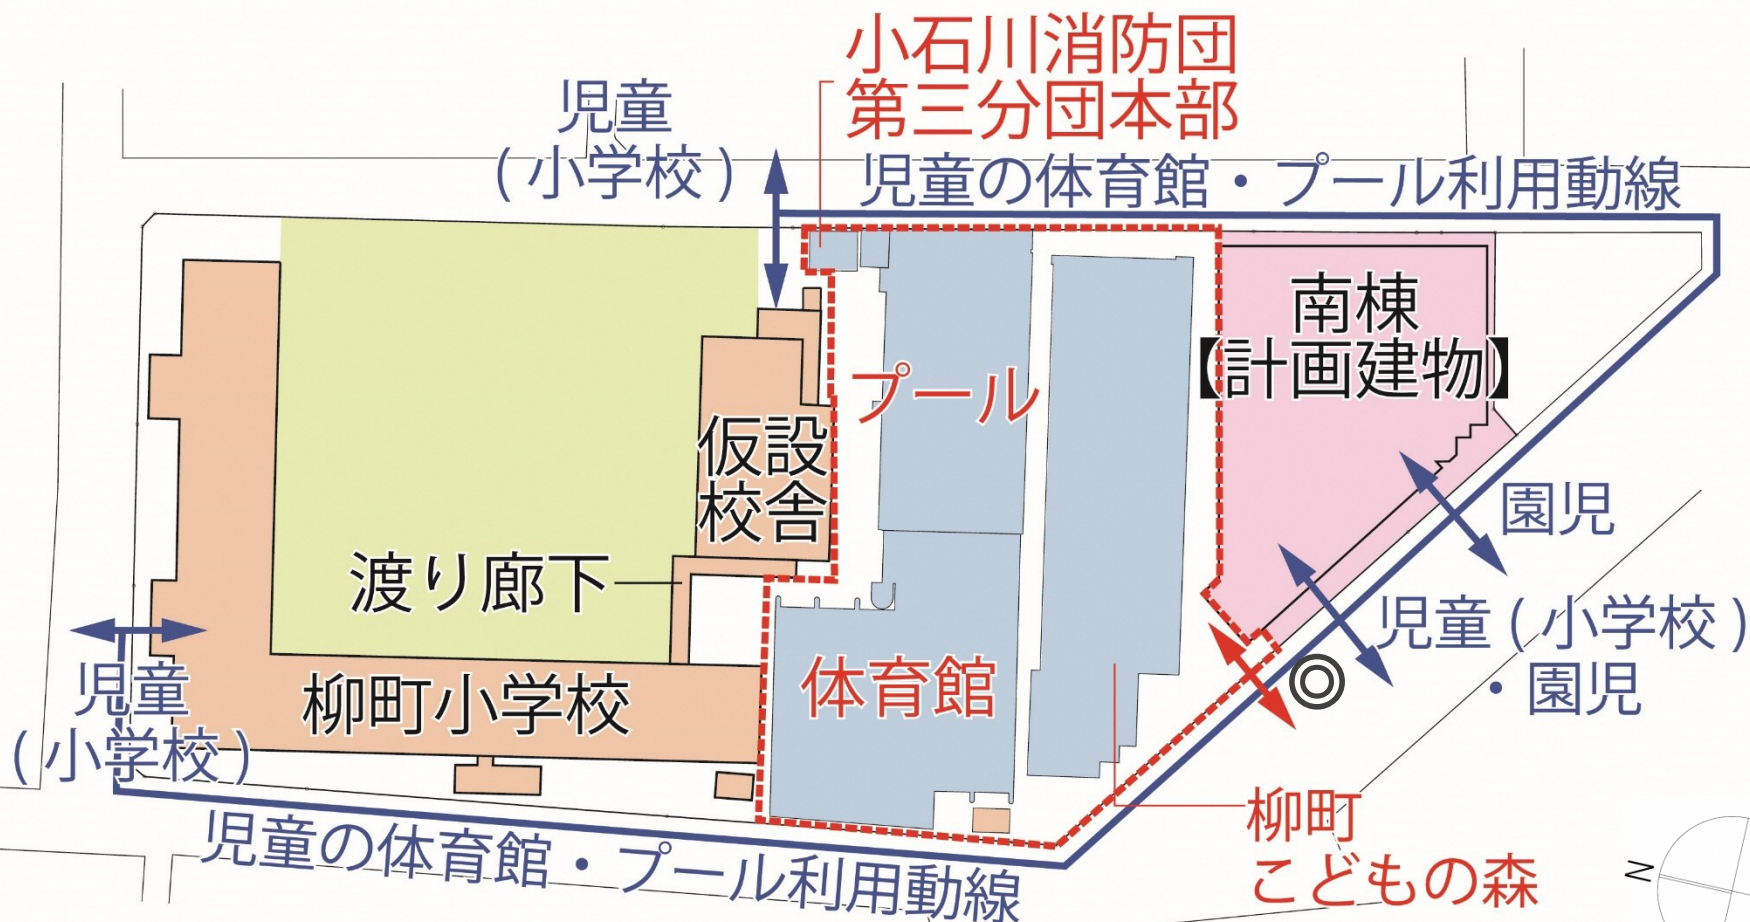 小石川消防団
第三分団本部
児童
(小学校)
児童の体育館・プール利用動線
南棟
【計画建物】
プール
仮設
校舎
渡り廊下
園児
児童(小学校)
・園児
体育館
柳町小学校
児童
(小学校)
柳町
こどもの森
児童の体育館・プール利用動線
N